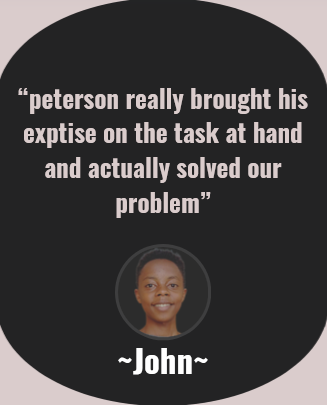 “peterson really brought his
exptise on the task at hand
and actually solved our
problem”
~John~